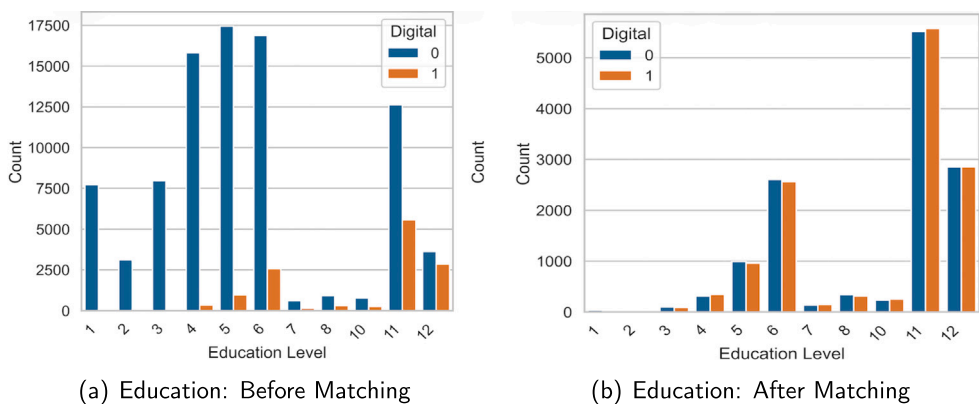 17500
15000
12500
10000
7500
5000
2500
0
Count
Digital
0
1
1 2 3 4 5 6 7 8 10 11 12
Education Level
(a) Education: Before Matching
5000
4000
3000
2000
1000
0
Count
Digital
0
1
1 2 3 4 5 6 7 8 10 11 12
Education Level
(b) Education: After Matching